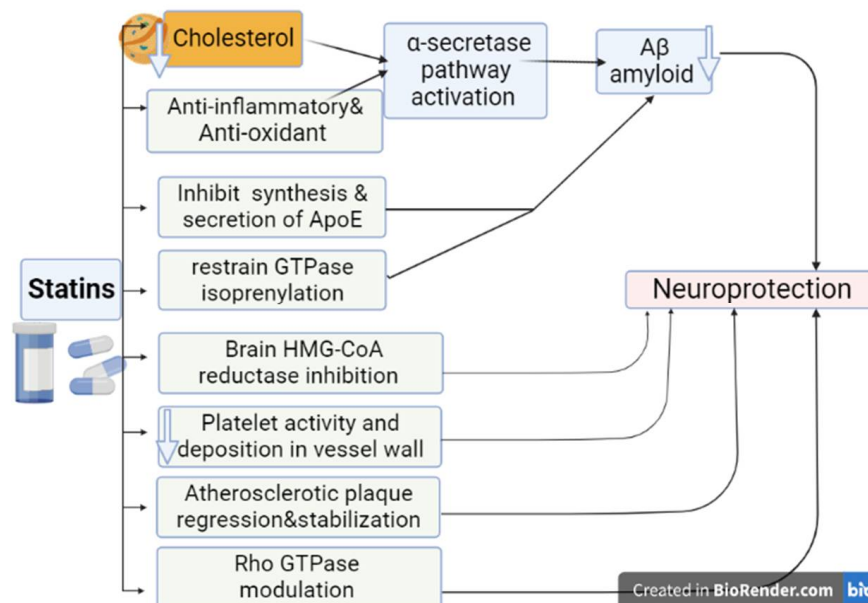 Cholesterol
α-secretase
pathway
activation
Aβ
amyloid
Anti-inflammatory&
Anti-oxidant
Inhibit synthesis &
secretion of ApoE
restrain GTPase
isoprenylation
Statins
Neuroprotection
Brain HMG-CoA
reductase inhibition
Platelet activity and
deposition in vessel wall
Atherosclerotic plaque
regression&stabilization
Rho GTPase
modulation
Created in BioRender.com